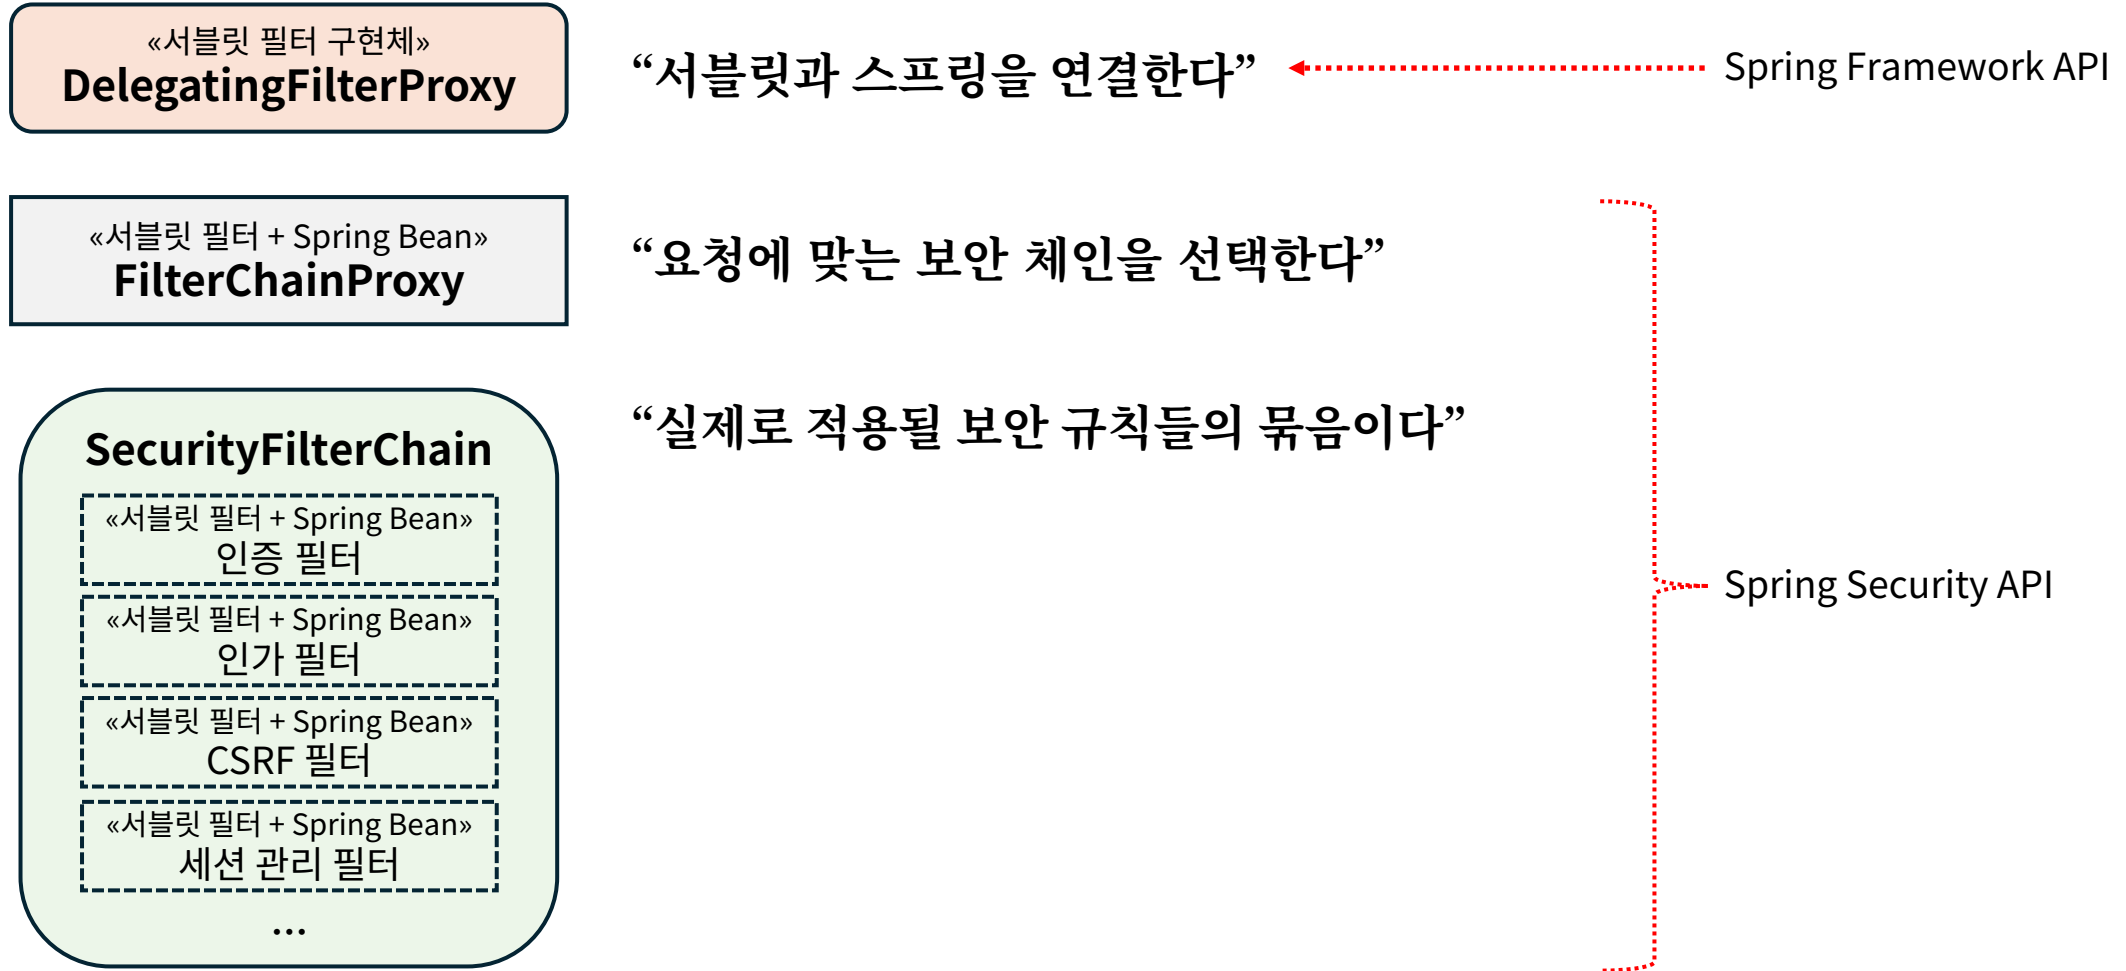 «서블릿 필터 구현체»
DelegatingFilterProxy
“서블릿과 스프링을 연결한다”
Spring Framework API
«서블릿 필터 + Spring Bean»
FilterChainProxy
“요청에 맞는 보안 체인을 선택한다”
SecurityFilterChain
“실제로 적용될 보안 규칙들의 묶음이다”
«서블릿 필터 + Spring Bean»
인증 필터
«서블릿 필터 + Spring Bean»
인가 필터
«서블릿 필터 + Spring Bean»
CSRF 필터
«서블릿 필터 + Spring Bean»
세션 관리 필터
...
Spring Security API